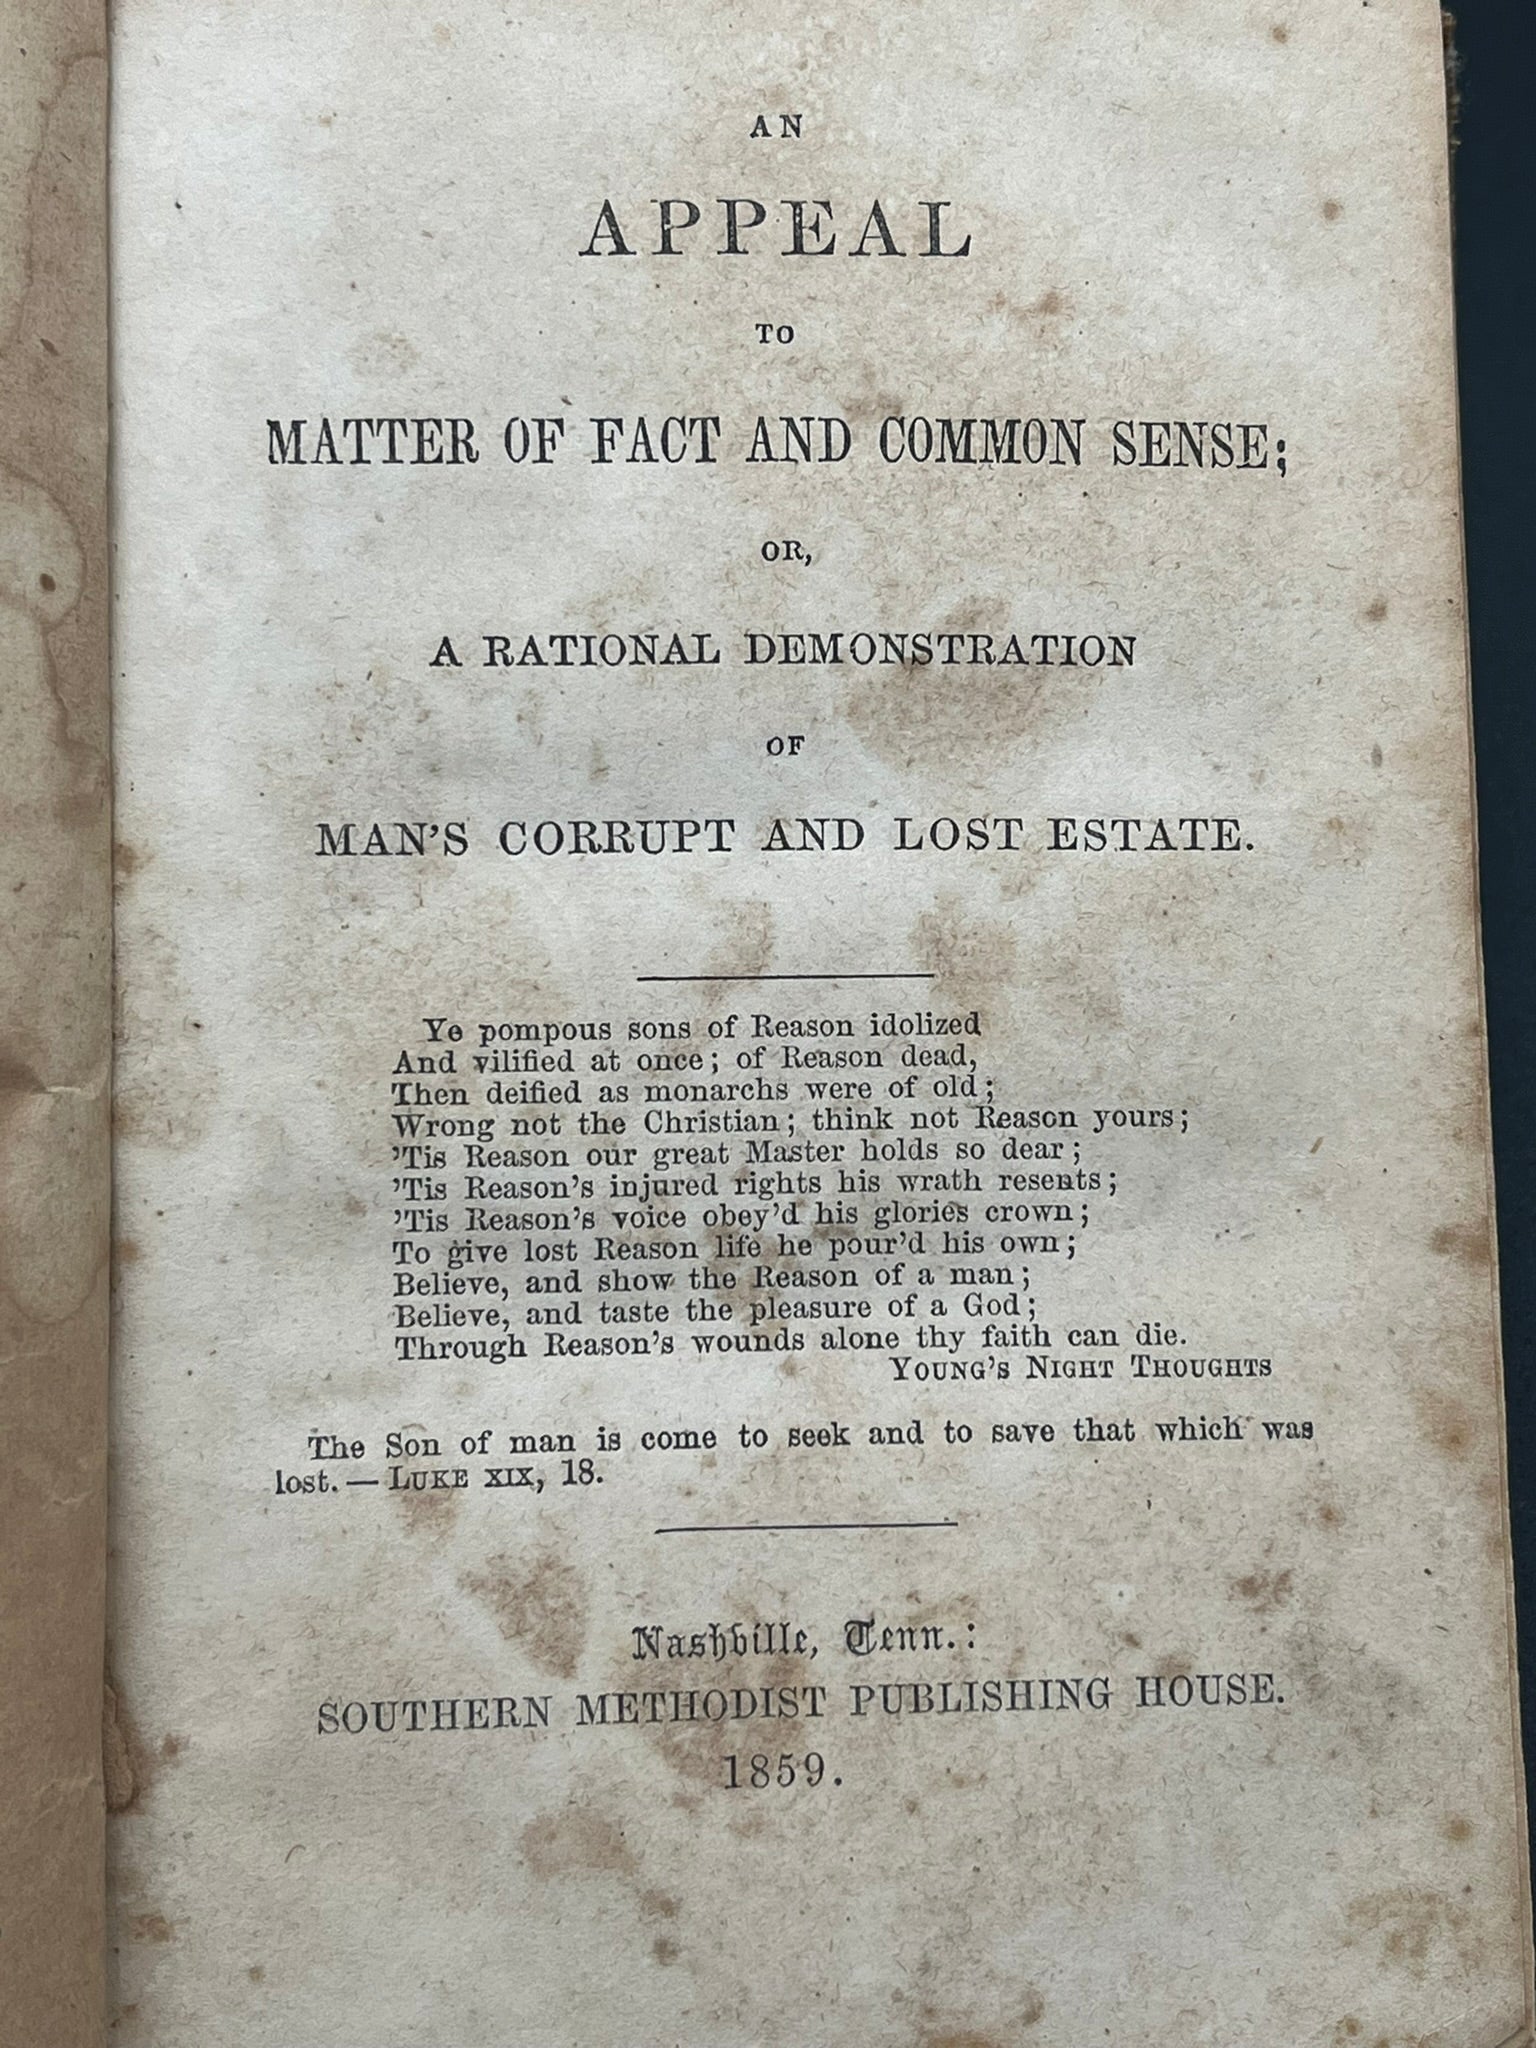 AN
APPEAL
TO
MATTER OF FACT AND COMMON SENSE;
OR,
A RATIONAL DEMONSTRATION
OF
MAN'S CORRUPT AND LOST ESTATE.
Ye pompous sons of Reason idolized
And vilified at once; of Reason dead,
Then deified as monarchs were of old;
Wrong not the Christian; think not Reason yours;
'Tis Reason our great Master holds so dear;
'Tis Reason's injured rights his wrath resents;
'Tis Reason's voice obey'd his glories crown;
To give lost Reason life he pour'd his own;
Believe, and show the Reason of a man;
Believe, and taste the pleasure of a God;
Through Reason's wounds alone thy faith can die.
YOUNG'S NIGHT THOUGHTS
The Son of man is come to seek and to save that which was
lost. — LUKE XIX, 18.
Nashville, Tenn.:
SOUTHERN METHODIST PUBLISHING HOUSE.
1859.